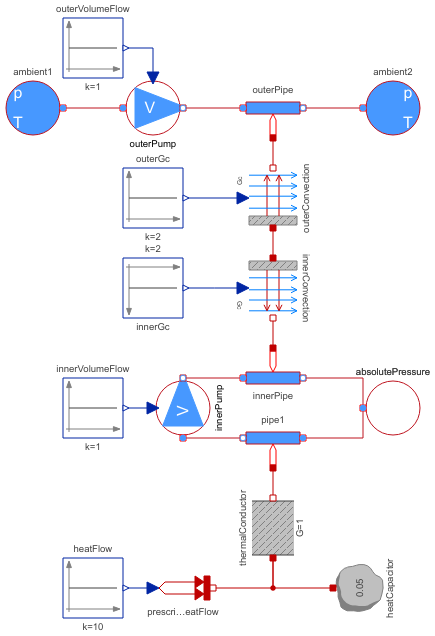 outerVolumeFlow
k=1
ambient1
p
T
V
outerPump
outerPipe
ambient2
p
T
outerGc
k=2
Gc
outerConvection
k=2
innerGc
Gc
innerConvection
innerVolumeFlow
k=1
V
innerPump
innerPipe
absolutePressure
pipe1
thermalConductor
G=1
heatFlow
k=10
prescri...eatFlow
0.05
heatCapacitor